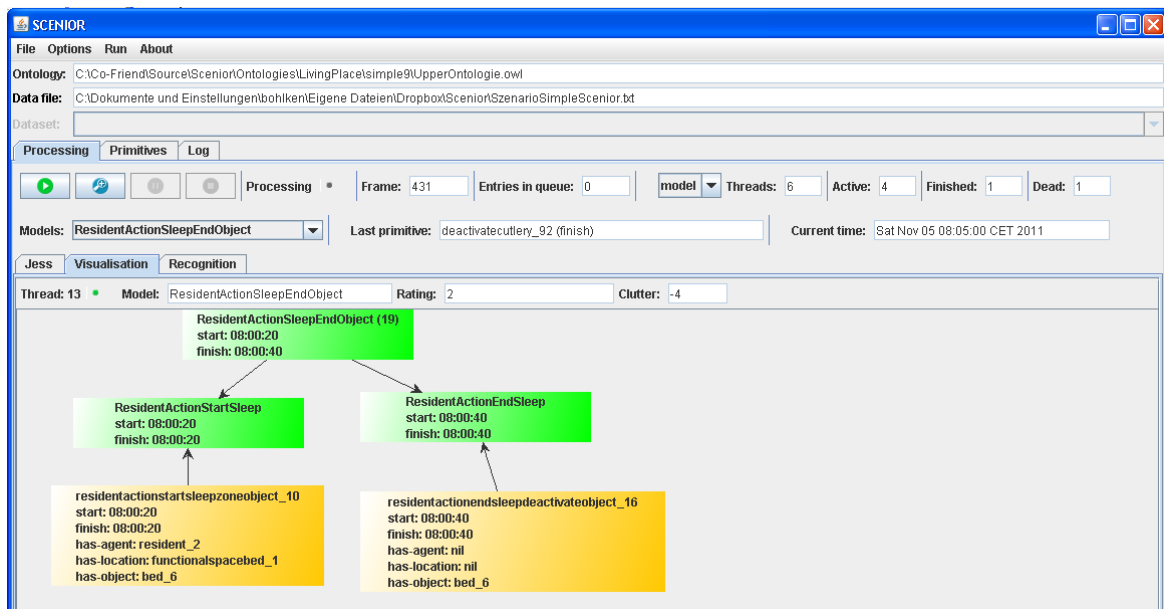 SCENIOR
File Options Run About
Ontology: C:\Co-Friend\Source\Scenior\Ontologies\LivingPlace\simple9\UpperOntologie.owl
Data file: C:\Dokumente und Einstellungen\bohlken\Eigene Dateien\Dropbox\Scenior\SzenarioSimpleScenior.txt
Dataset:
Processing Primitives Log
Processing Frame: 431 Entries in queue: 0 model Threads: 6 Active: 4 Finished: 1 Dead: 1
Models: ResidentActionSleepEndObject Last primitive: deactivatecutlery_92 (finish) Current time: Sat Nov 05 08:05:00 CET 2011
Jess Visualisation Recognition
Thread: 13 Model: ResidentActionSleepEndObject Rating: 2 Clutter: -4
ResidentActionSleepEndObject (19)
start: 08:00:20
finish: 08:00:40
ResidentActionStartSleep
start: 08:00:20
finish: 08:00:20
ResidentActionEndSleep
start: 08:00:40
finish: 08:00:40
residentactionstartsleepzoneobject_10
start: 08:00:20
finish: 08:00:20
has-agent: resident_2
has-location: functionalspacebed_1
has-object: bed_6
residentactionendsleepdeactivateobject_16
start: 08:00:40
finish: 08:00:40
has-agent: nil
has-location: nil
has-object: bed_6